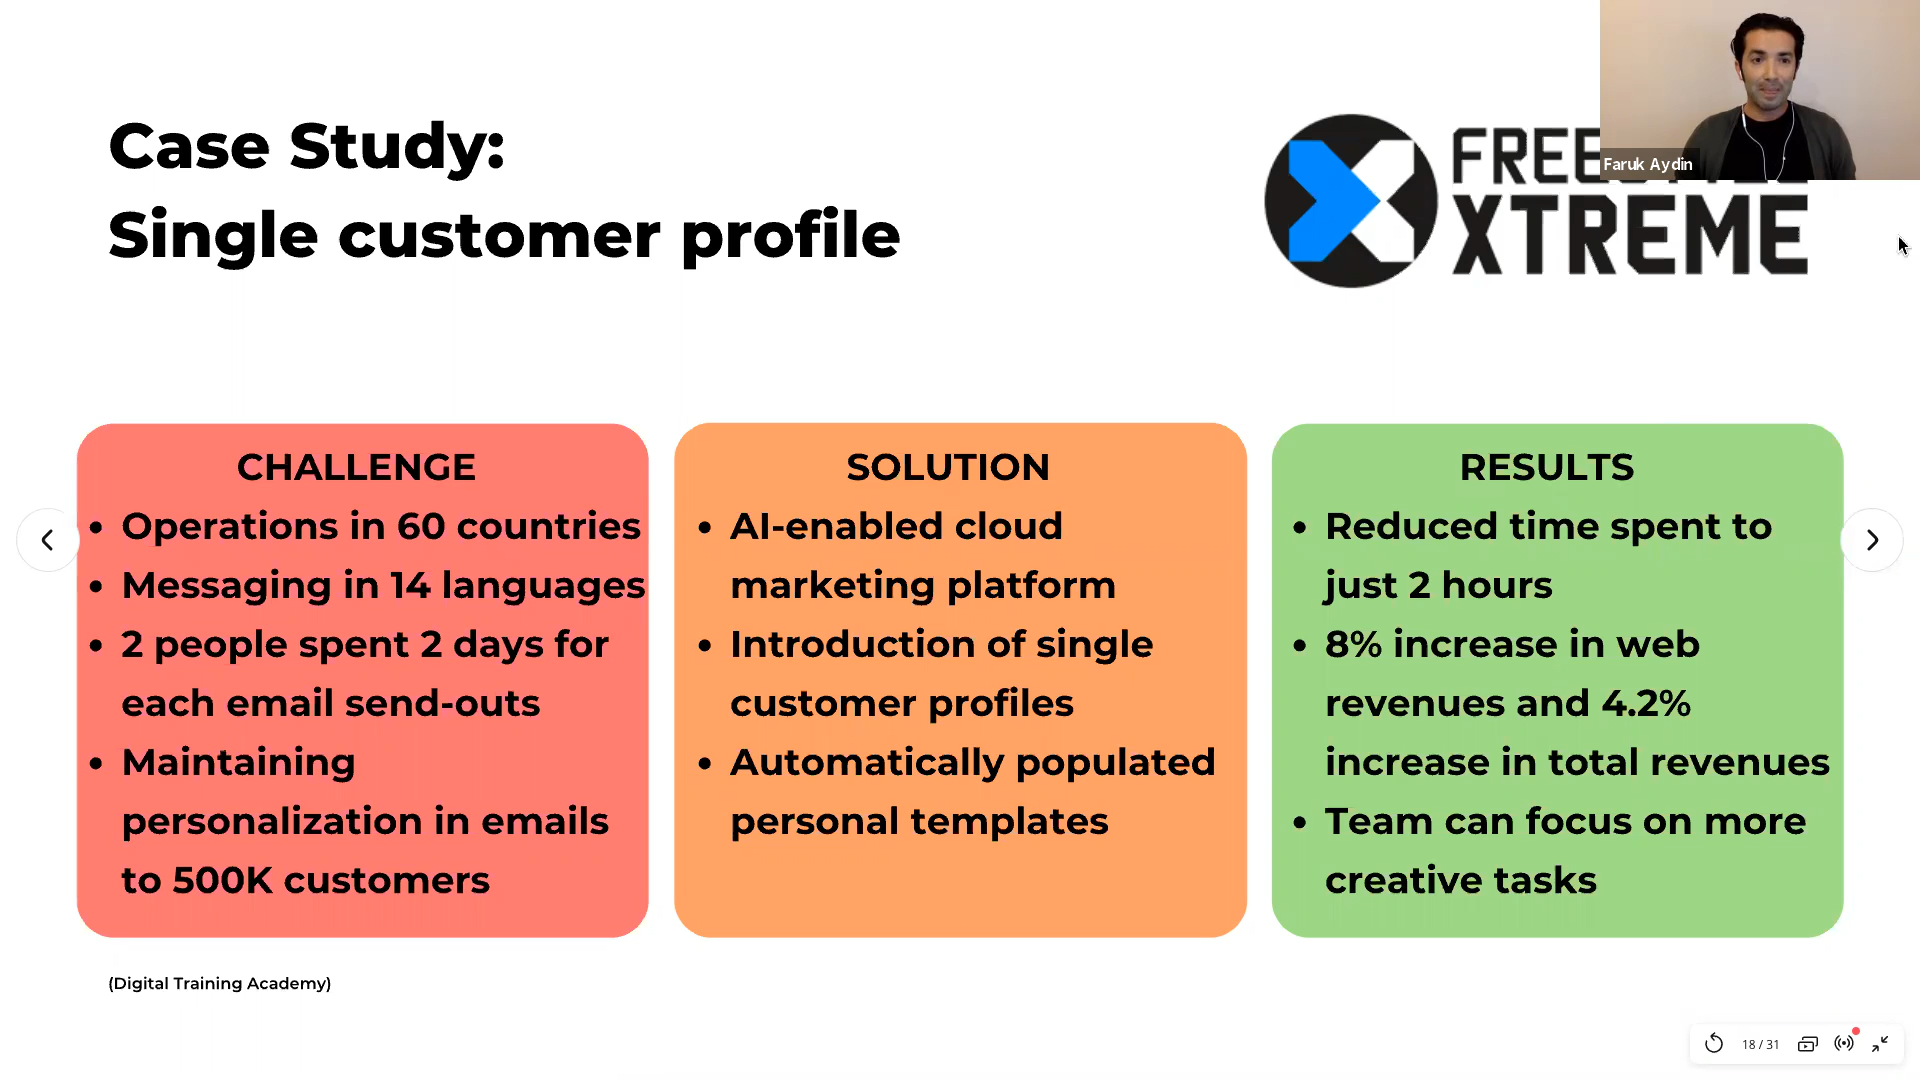 Case Study:
Single customer profile
FREE
XTREME
Faruk Aydin
CHALLENGE
• Operations in 60 countries
• Messaging in 14 languages
• 2 people spent 2 days for
each email send-outs
• Maintaining
personalization in emails
to 500K customers
SOLUTION
• AI-enabled cloud
marketing platform
• Introduction of single
customer profiles
• Automatically populated
personal templates
RESULTS
• Reduced time spent to
just 2 hours
• 8% increase in web
revenues and 4.2%
increase in total revenues
• Team can focus on more
creative tasks
(Digital Training Academy)
18 / 31